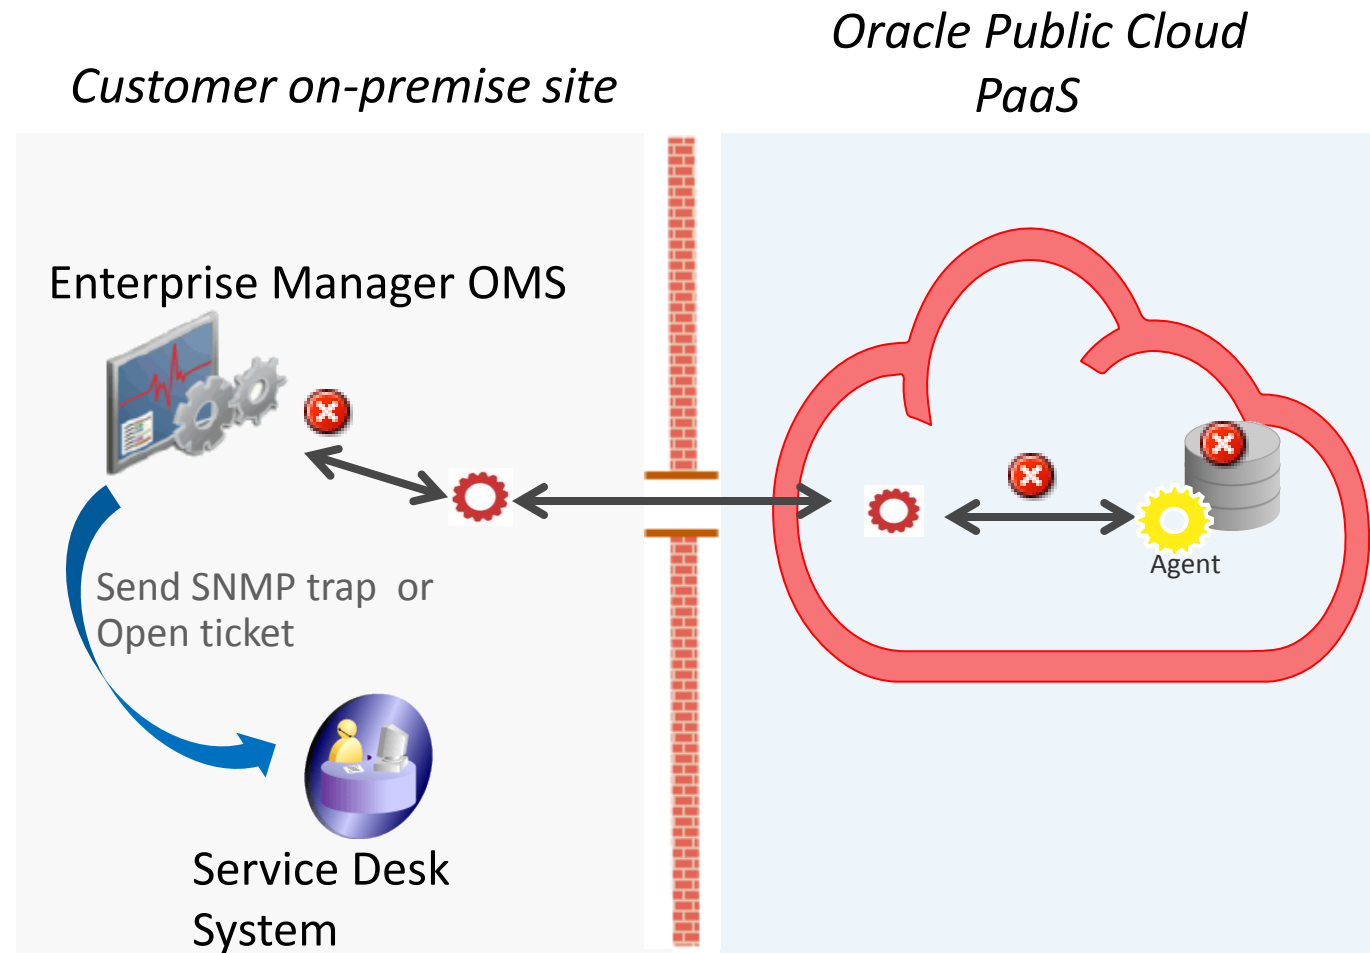 Customer on-premise site
Oracle Public Cloud
PaaS
Enterprise Manager OMS
Send SNMP trap  or
Open ticket
Agent
Service Desk
System